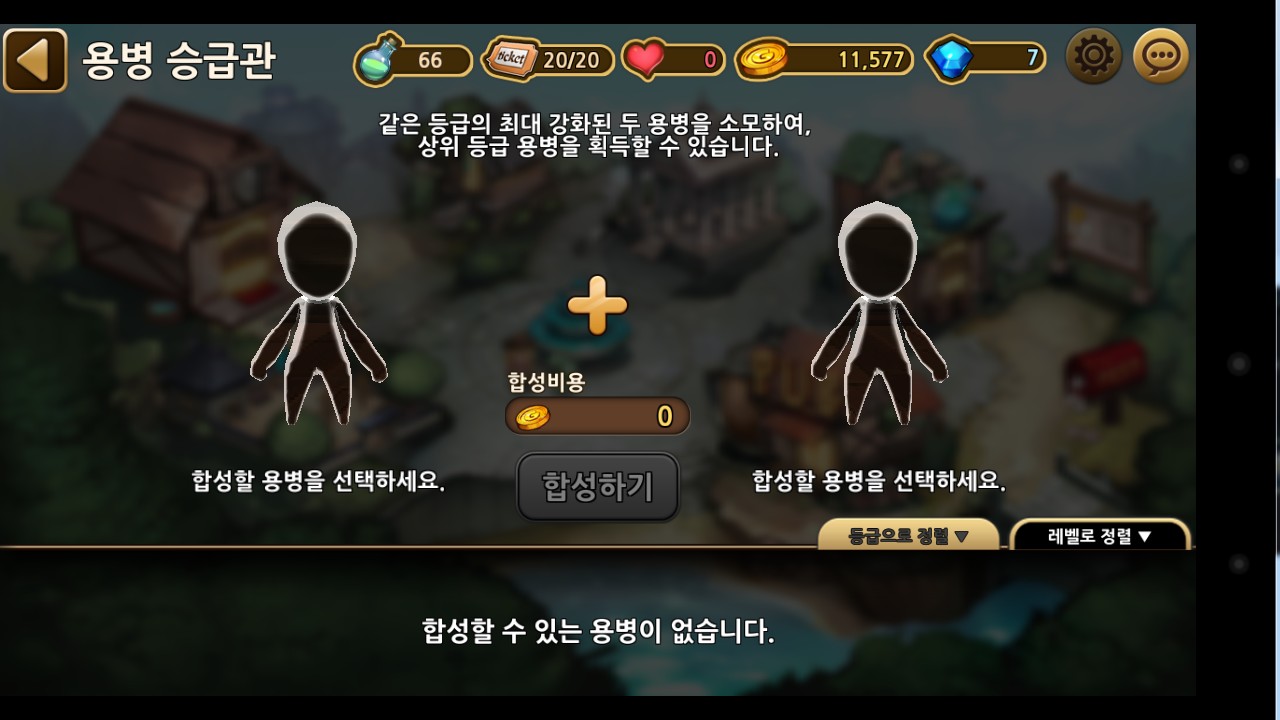 용병 승급관
66
ticket
20/20
0
11,577
7
같은 등급의 최대 강화된 두 용병을 소모하여,
상위 등급 용병을 획득할 수 있습니다.
합성비용
0
합성할 용병을 선택하세요.
합성하기
합성할 용병을 선택하세요.
등급으로 정렬 ▼
레벨로 정렬 ▼
합성할 수 있는 용병이 없습니다.